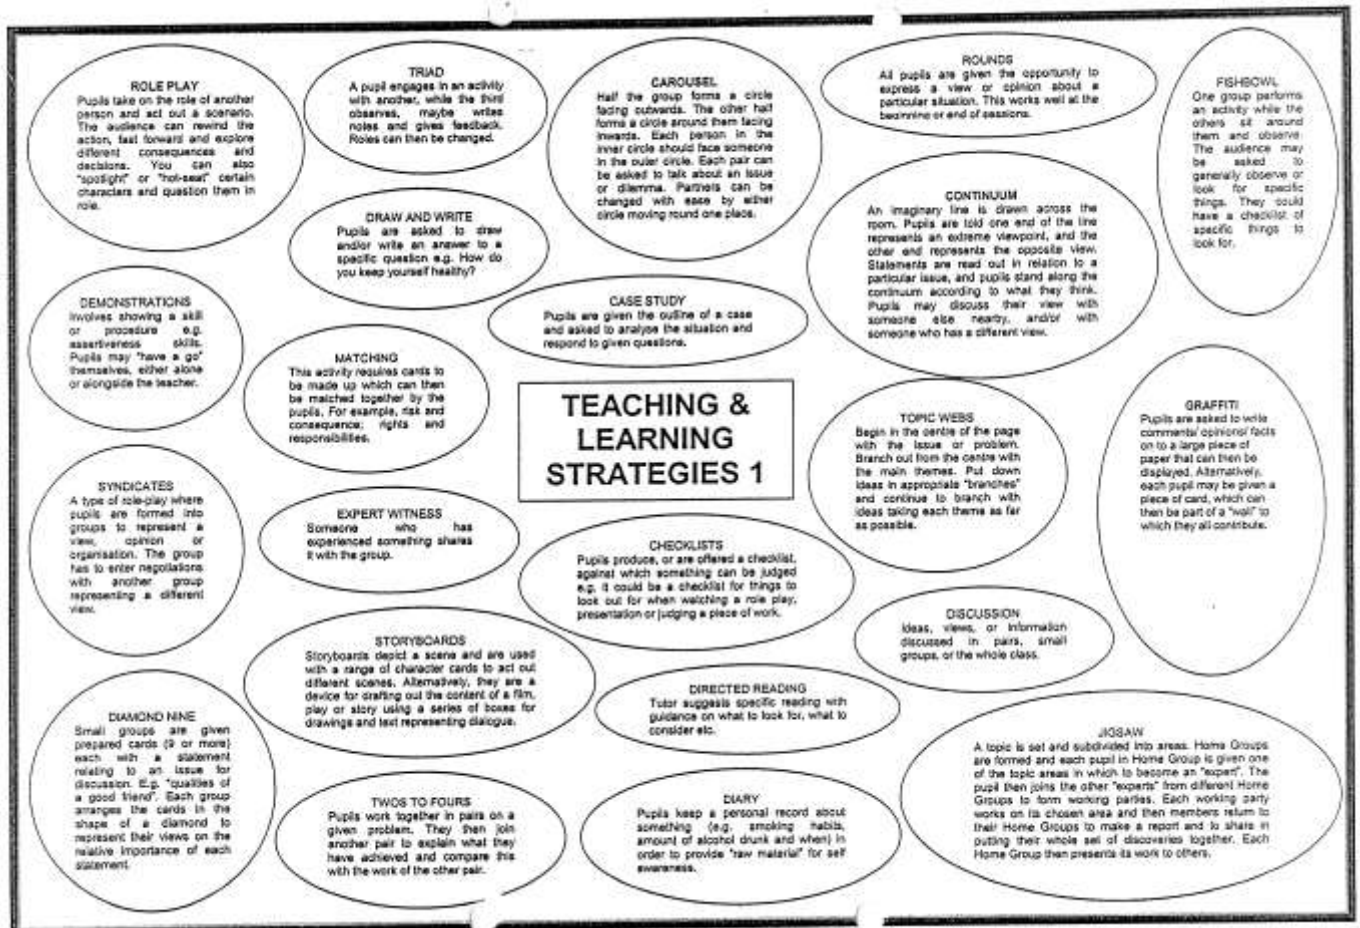 ROLE PLAY
Pupils take on the role of another
person and act out a scenario.
The audience can rewind the
action, fast forward and explore
different consequences and
decisions. You can also
"spotlight" or "hot-seat" certain
characters and question them in
role.
TRIAD
A pupil engages in an activity
with another, while the third
observes, maybe writes
notes and gives feedback.
Roles can then be changed.
CAROUSEL
Half the group forms a circle
facing outwards. The other half
forms a circle around them facing
inwards. Each person in the
inner circle should face someone
in the outer circle. Each pair can
be asked to talk about an issue
or dilemma. Partners can be
changed with ease by either
circle moving round one place.
ROUNDS
All pupils are given the opportunity to
express a view or opinion about a
particular situation. This works well at the
beginning or end of sessions.
FISHBOWL
One group performs
an activity while the
others sit around
them and observe.
The audience may
be asked to
generally observe or
look for specific
things. They could
have a checklist of
specific things to
look for.
DRAW AND WRITE
Pupils are asked to draw
and/or write an answer to a
specific question e.g. How do
you keep yourself healthy?
CONTINUUM
An imaginary line is drawn across the
room. Pupils are told one end of the line
represents an extreme viewpoint, and the
other end represents the opposite view.
Statements are read out in relation to a
particular issue, and pupils stand along the
continuum according to what they think.
Pupils may discuss their view with
someone else nearby, and/or with
someone who has a different view.
DEMONSTRATIONS
Involves showing a skill
or procedure e.g.
assertiveness skills.
Pupils may "have a go"
themselves, either alone
or alongside the teacher.
CASE STUDY
Pupils are given the outline of a case
and asked to analyse the situation and
respond to given questions.
MATCHING
This activity requires cards to
be made up which can then
be matched together by the
pupils. For example, risk and
consequence; rights and
responsibilities.
TEACHING &
LEARNING
STRATEGIES 1
TOPIC WEBS
Begin in the centre of the page
with the issue or problem.
Branch out from the centre with
the main themes. Put down
ideas in appropriate "branches"
and continue to branch with
ideas taking each theme as far
as possible.
GRAFFITI
Pupils are asked to write
comments/ opinions/ facts
on to a large piece of
paper that can then be
displayed. Alternatively,
each pupil may be given a
piece of card, which can
then be part of a "wall" to
which they all contribute.
SYNDICATES
A type of role-play where
pupils are formed into
groups to represent a
view, opinion or
organisation. The group
has to enter negotiations
with another group
representing a different
view.
EXPERT WITNESS
Someone who has
experienced something shares
it with the group.
CHECKLISTS
Pupils produce, or are offered a checklist,
against which something can be judged
e.g. it could be a checklist for things to
look out for when watching a role play,
presentation or judging a piece of work.
DISCUSSION
Ideas, views, or information
discussed in pairs, small
groups, or the whole class.
STORYBOARDS
Storyboards depict a scene and are used
with a range of character cards to act out
different scenes. Alternatively, they are a
device for drafting out the content of a film,
play or story using a series of boxes for
drawings and text representing dialogue.
DIRECTED READING
Tutor suggests specific reading with
guidance on what to look for, what to
consider etc.
DIAMOND NINE
Small groups are given
prepared cards (9 or more)
each with a statement
relating to an issue for
discussion. E.g. "qualities of
a good friend". Each group
arranges the cards in the
shape of a diamond to
represent their views on the
relative importance of each
statement.
TWOS TO FOURS
Pupils work together in pairs on a
given problem. They then join
another pair to explain what they
have achieved and compare this
with the work of the other pair.
DIARY
Pupils keep a personal record about
something (e.g. smoking habits,
amount of alcohol drunk and when) in
order to provide "raw material" for self
awareness.
JIGSAW
A topic is set and subdivided into areas. Home Groups
are formed and each pupil in Home Group is given one
of the topic areas in which to become an "expert". The
pupil then joins the other "experts" from different Home
Groups to form working parties. Each working party
works on its chosen area and then members return to
their Home Groups to make a report and to share in
putting their whole set of discoveries together. Each
Home Group then presents its work to others.